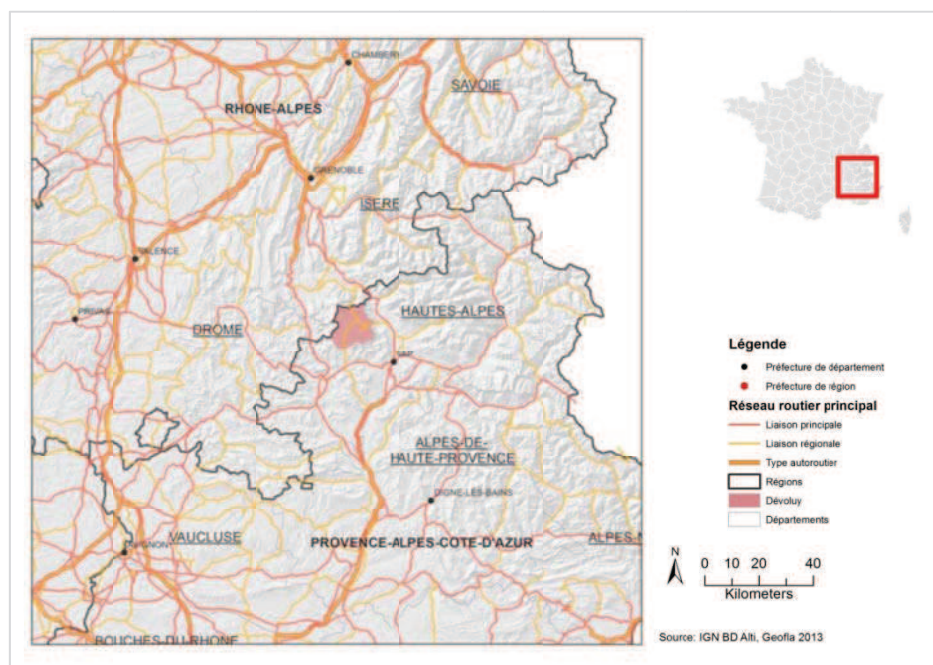 CHAMBERI
SAVOIE
RHONE-ALPES
GRENOBLE
ISERE
VALENCE
PRIVAS
HAUTES-ALPES
DROME
GAP
ALPES-DE-
HAUTE-PROVENCE
DIGNE-LES-BAINS
AVIGNON
VAUCLUSE
PROVENCE-ALPES-COTE-D'AZUR
ALPES-N
BOUCHES-DU-RHONE
Légende
Préfecture de département
Préfecture de région
Réseau routier principal
Liaison principale
Liaison régionale
Type autoroutier
Régions
Dévoluy
Départements
N
0 10 20 40
Kilometers
Source: IGN BD Alti, Geofla 2013